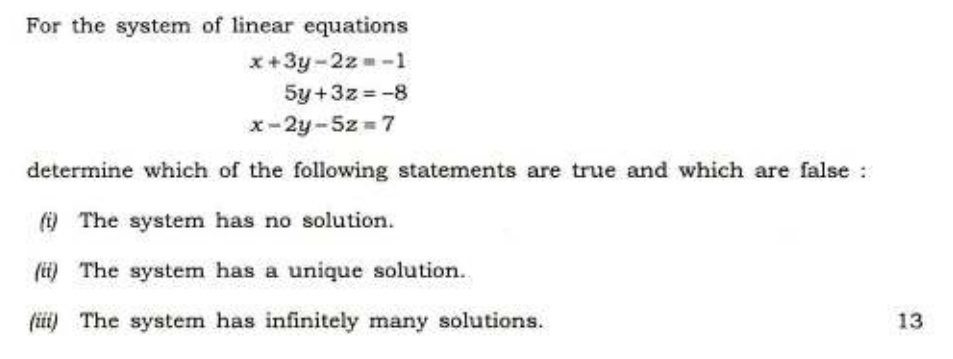 For the system of linear equations
x+3y-2z=-1
5y+3z=-8
x-2y-5z=7
determine which of the following statements are true and which are false :
(i) The system has no solution.
(ii) The system has a unique solution.
(iii) The system has infinitely many solutions. 13